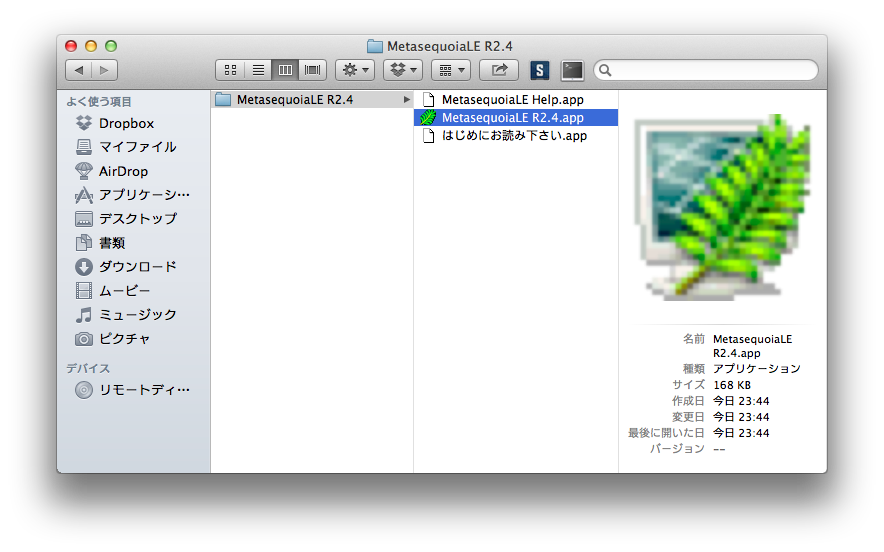 MetasequoiaLE R2.4
S
よく使う項目
Dropbox
マイファイル
AirDrop
アプリケーシ…
デスクトップ
書類
ダウンロード
ムービー
ミュージック
ピクチャ
デバイス
リモートディ…
MetasequoiaLE R2.4
MetasequoiaLE Help.app
MetasequoiaLE R2.4.app
はじめにお読み下さい.app
名前 MetasequoiaLE
R2.4.app
種類 アプリケーション
サイズ 168 KB
作成日 今日 23:44
変更日 今日 23:44
最後に開いた日 今日 23:44
バージョン --